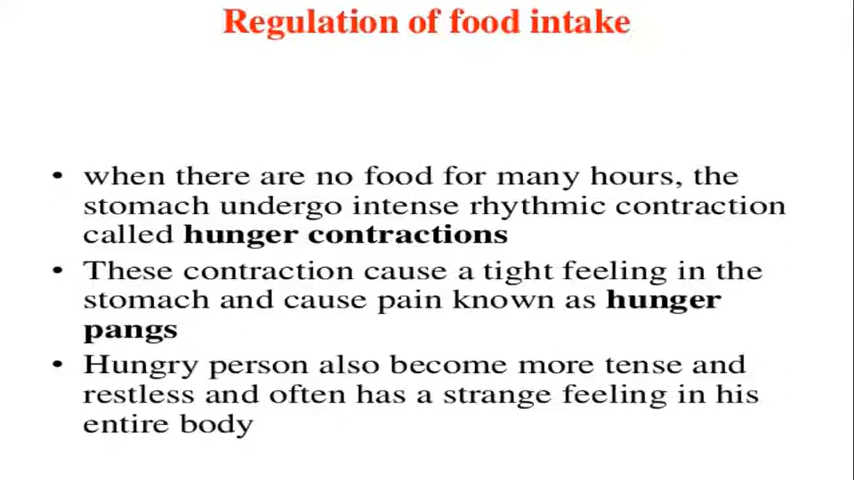 Regulation of food intake
• when there are no food for many hours, the
stomach undergo intense rhythmic contraction
called hunger contractions
• These contraction cause a tight feeling in the
stomach and cause pain known as hunger
pangs
• Hungry person also become more tense and
restless and often has a strange feeling in his
entire body